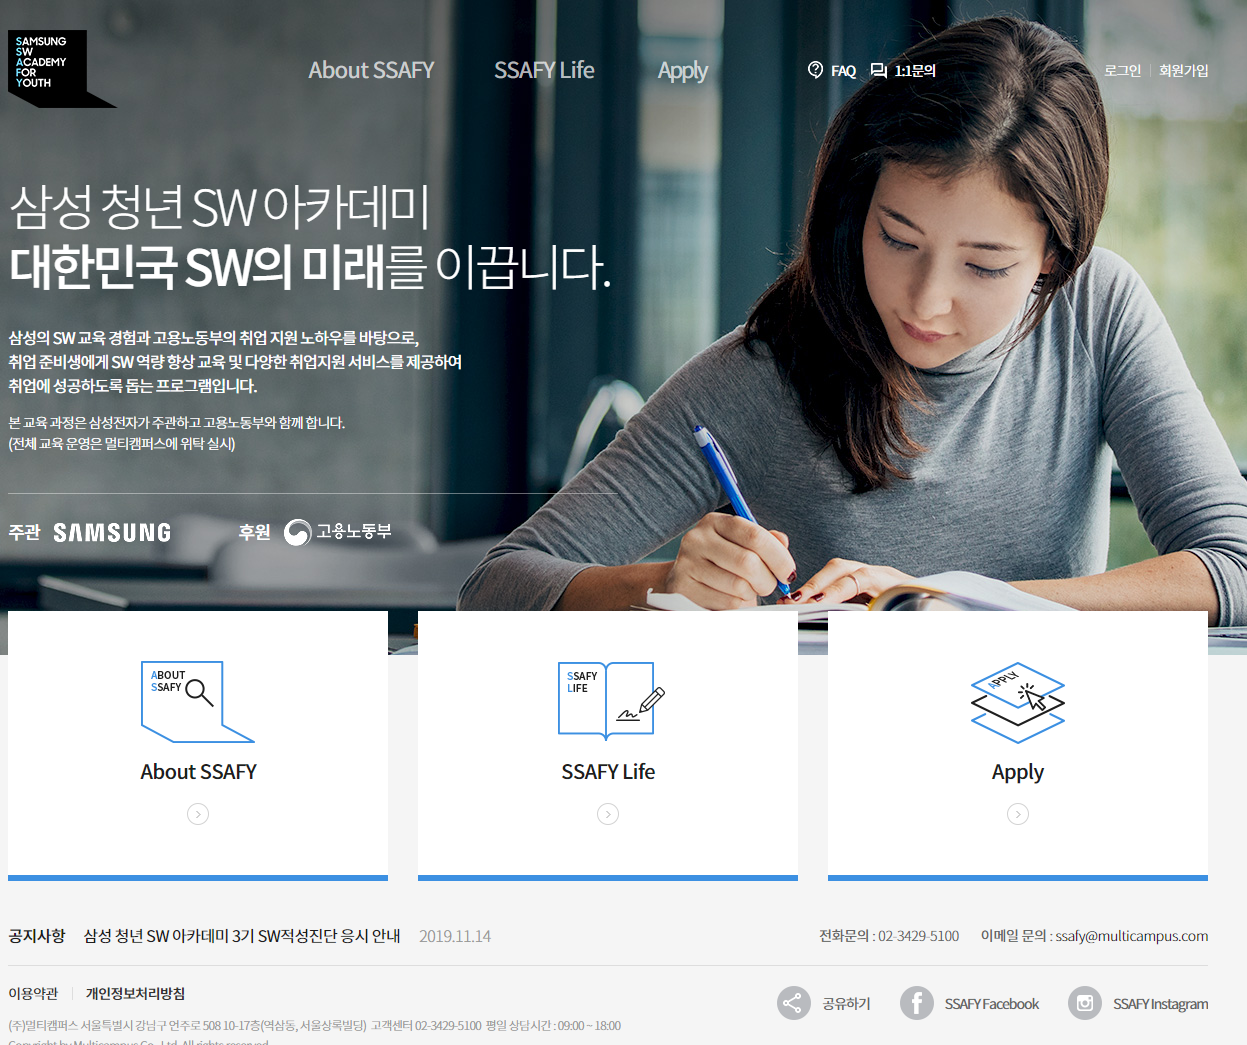 SAMSUNG
SW
ACADEMY
FOR
YOUTH
About SSAFY
SSAFY Life
Apply
FAQ
1:1문의
로그인
회원가입
삼성 청년 SW 아카데미
대한민국 SW의 미래를 이끕니다.
삼성의 SW 교육 경험과 고용노동부의 취업 지원 노하우를 바탕으로,
취업 준비생에게 SW 역량 향상 교육 및 다양한 취업지원 서비스를 제공하여
취업에 성공하도록 돕는 프로그램입니다.
본 교육 과정은 삼성전자가 주관하고 고용노동부와 함께 합니다.
(전체 교육 운영은 멀티캠퍼스에 위탁 실시)
주관 SAMSUNG
후원 고용노동부
ABOUT
SSAFY
About SSAFY
SSAFY
LIFE
SSAFY Life
APPLY
Apply
공지사항 삼성 청년 SW 아카데미 3기 SW적성진단 응시 안내 2019.11.14
전화문의 : 02-3429-5100 이메일 문의 : ssafy@multicampus.com
이용약관 개인정보처리방침
공유하기 SSAFY Facebook SSAFY Instagram
(주)멀티캠퍼스 서울특별시 강남구 언주로 508 10-17층(역삼동, 서울상록빌딩) 고객센터 02-3429-5100 평일 상담시간 : 09:00 ~ 18:00
Copyright by Multicampus Co., Ltd. All rights reserved.